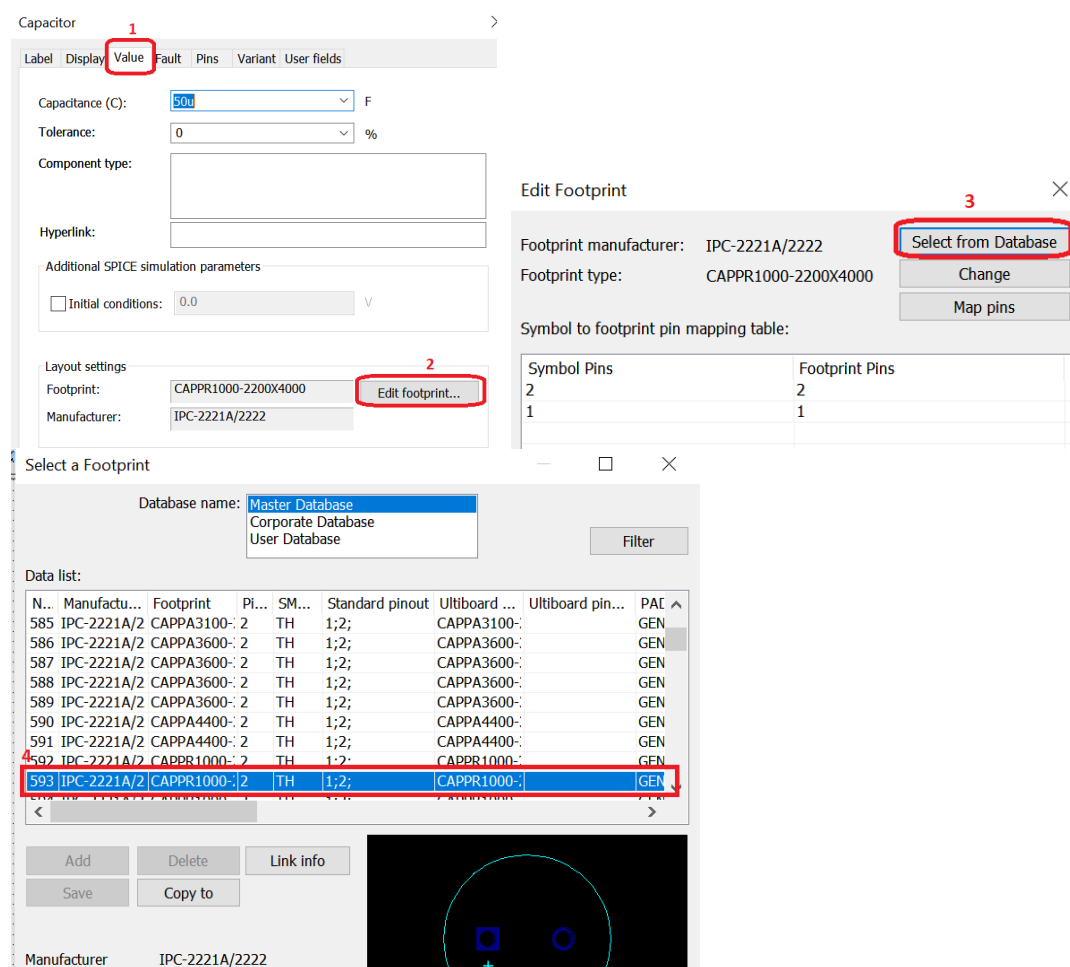 Capacitor
1
Label Display Value Fault Pins Variant User fields
Capacitance (C): 50u F
Tolerance: 0 %
Component type:
Hyperlink:
Additional SPICE simulation parameters
Initial conditions: 0.0 V
Layout settings
2
Footprint: CAPPR1000-2200X4000 Edit footprint...
Manufacturer: IPC-2221A/2222
Edit Footprint
3
Footprint manufacturer: IPC-2221A/2222 Select from Database
Footprint type: CAPPR1000-2200X4000 Change
Map pins
Symbol to footprint pin mapping table:
Symbol Pins Footprint Pins
2 2
1 1
Select a Footprint
Database name: Master Database
Corporate Database
User Database
Filter
Data list:
N... Manufactu... Footprint Pi... SM... Standard pinout Ultiboard ... Ultiboard pin... PAD
585 IPC-2221A/2 CAPPA3100-: 2 TH 1;2; CAPPA3100-: GEN
586 IPC-2221A/2 CAPPA3600-: 2 TH 1;2; CAPPA3600-: GEN
587 IPC-2221A/2 CAPPA3600-: 2 TH 1;2; CAPPA3600-: GEN
588 IPC-2221A/2 CAPPA3600-: 2 TH 1;2; CAPPA3600-: GEN
589 IPC-2221A/2 CAPPA3600-: 2 TH 1;2; CAPPA3600-: GEN
590 IPC-2221A/2 CAPPA4400-: 2 TH 1;2; CAPPA4400-: GEN
591 IPC-2221A/2 CAPPA4400-: 2 TH 1;2; CAPPA4400-: GEN
4
592 IPC-2221A/2 CAPPR1000-: 2 TH 1;2; CAPPR1000-: GEN
593 IPC-2221A/2 CAPPR1000-: 2 TH 1;2; CAPPR1000-: GEN
Add Delete Link info
Save Copy to
Manufacturer IPC-2221A/2222